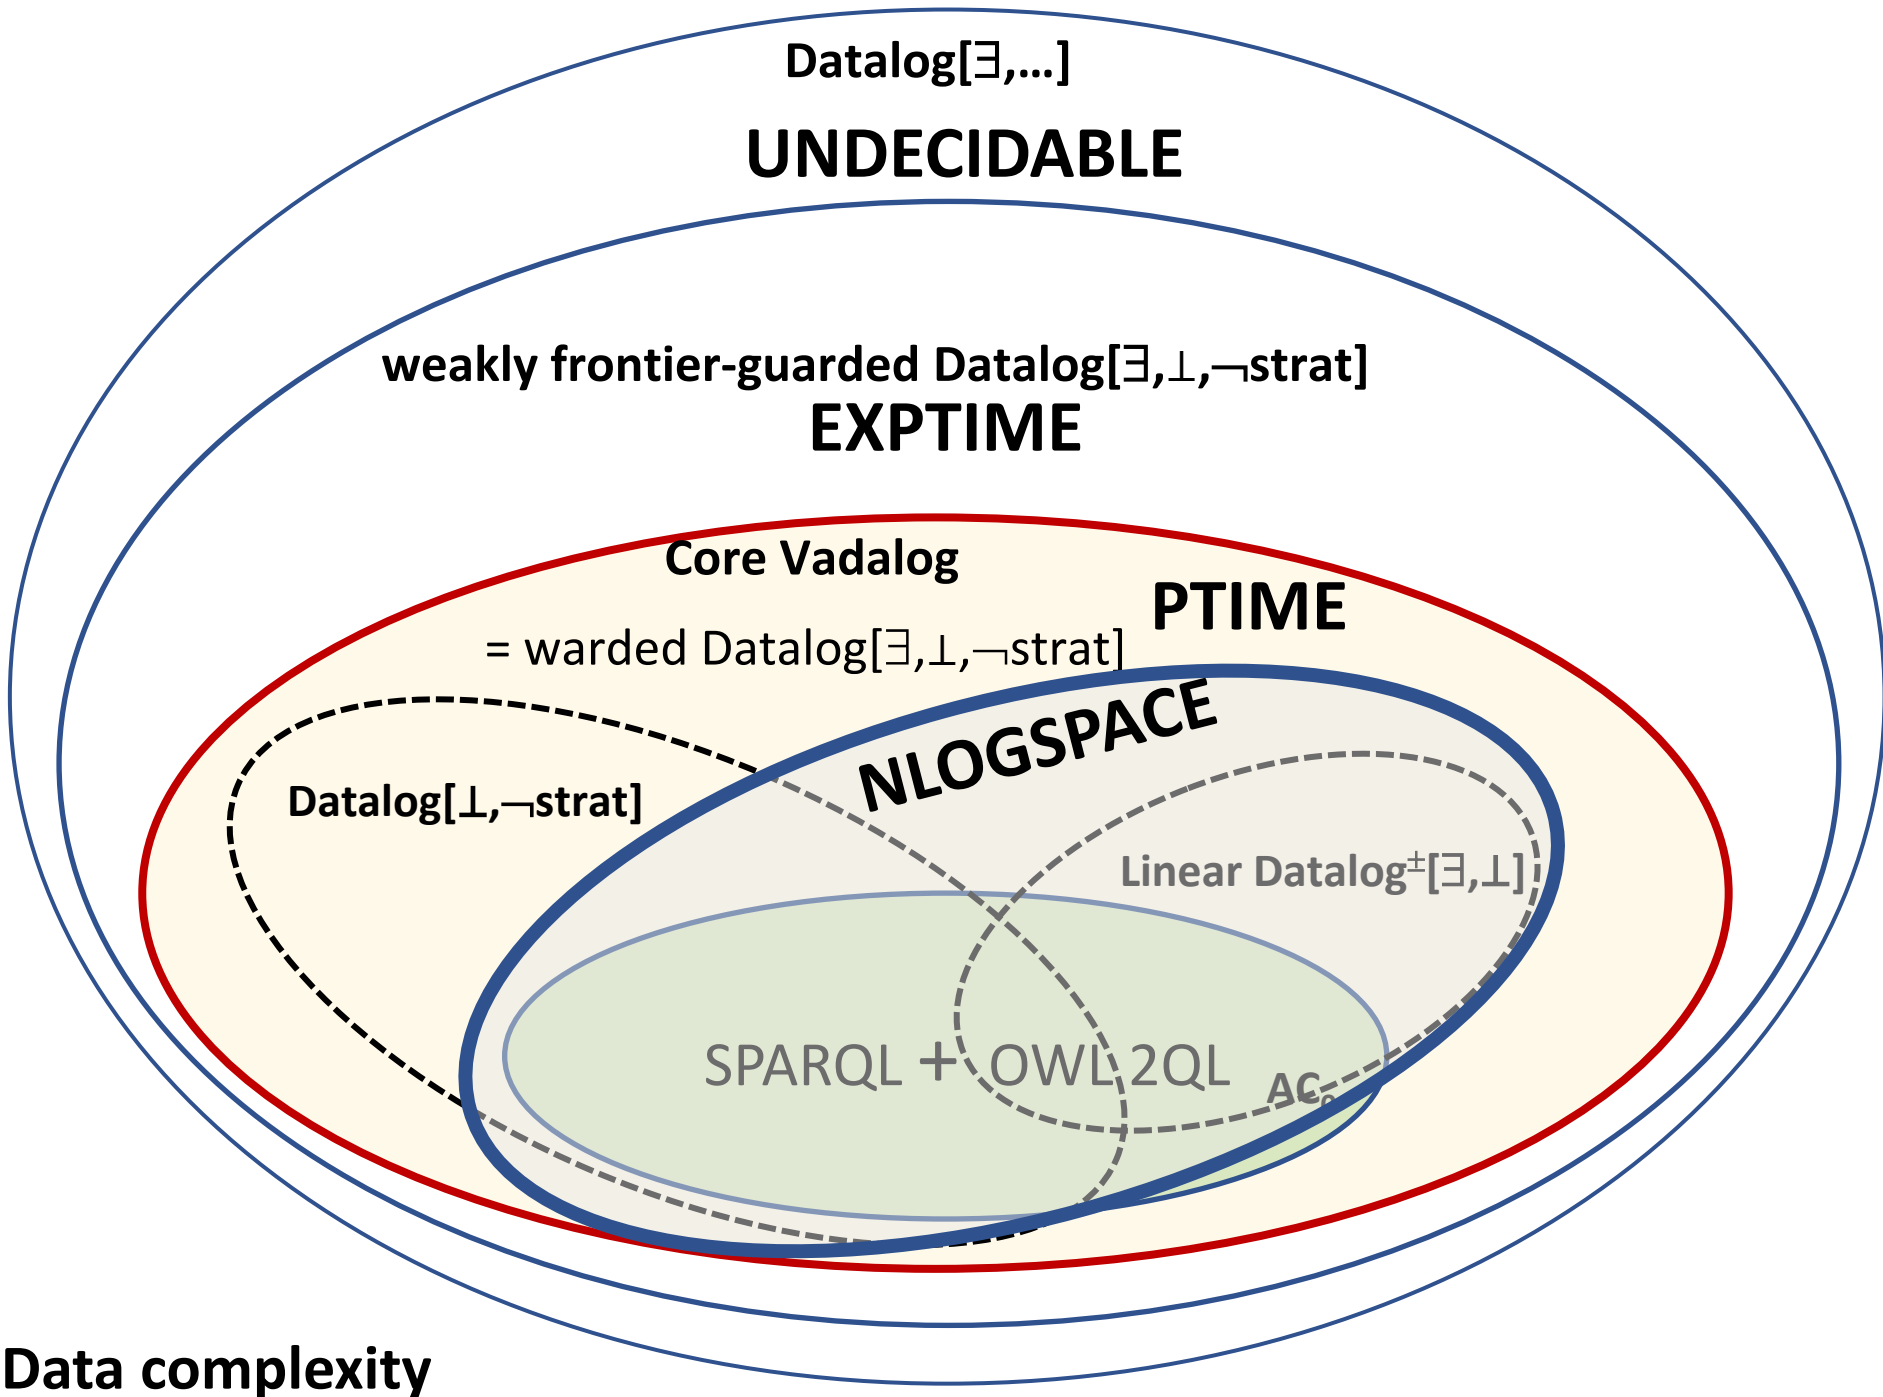 Datalog[∃,...]
UNDECIDABLE
weakly frontier-guarded Datalog[∃,⊥,¬strat]
EXPTIME
Core Vadalog
PTIME
= warded Datalog[∃,⊥,¬strat]
NLOGSPACE
Datalog[⊥,¬strat]
Linear Datalog±[∃,⊥]
SPARQL + OWL 2QL
AC₀
Data complexity